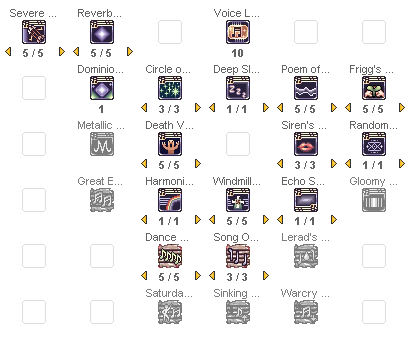 Severe ... Reverb... Voice L...
5 / 5 5 / 5 10
Dominio... Circle o... Deep Sl... Poem of... Frigg's ...
1 3 / 3 1 / 1 5 / 5 5 / 5
Metallic ... Death V... Siren's ... Random...
5 / 5 3 / 3 1 / 1
Great E... Harmoni... Windmill... Echo S... Gloomy ...
1 / 1 5 / 5 1 / 1
Dance ... Song O... Lerad's ...
5 / 5 3 / 3
Saturda... Sinking ... Warcry ...